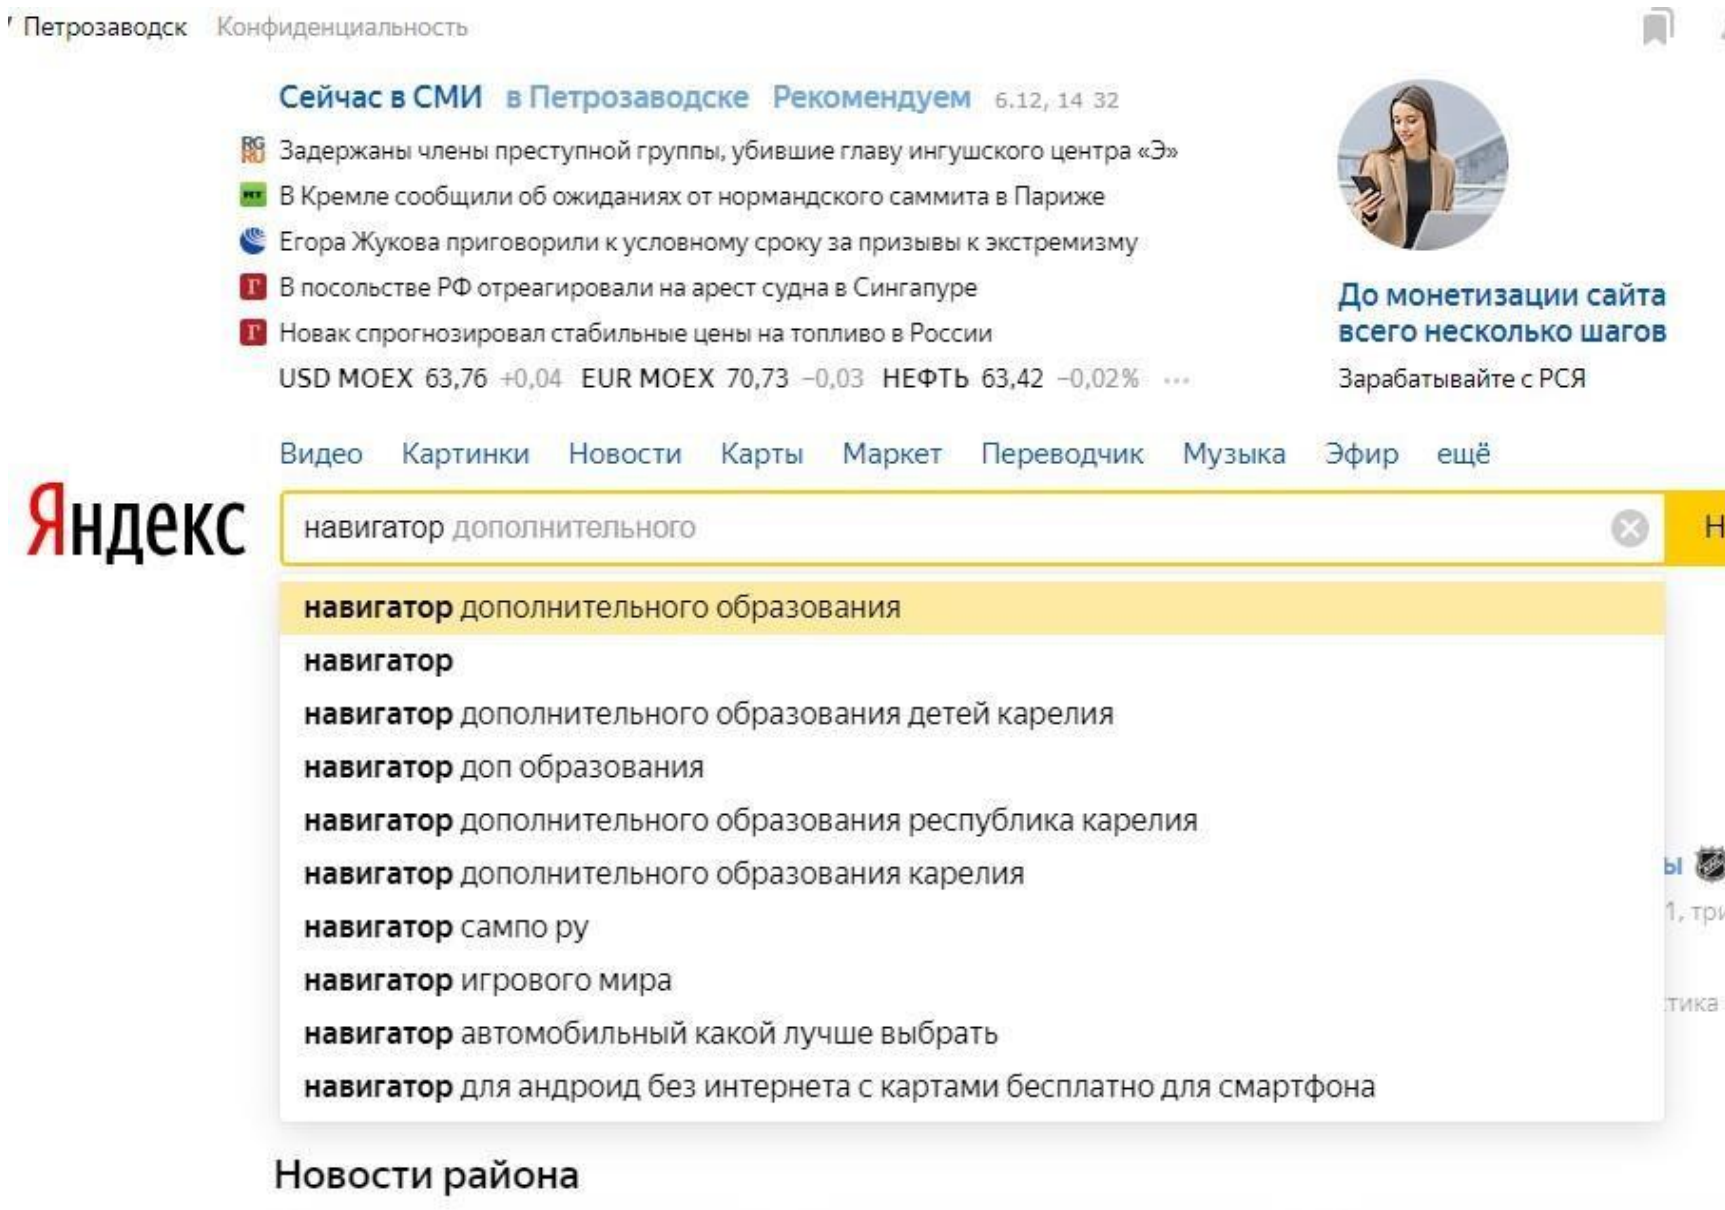 Петрозаводск Конфиденциальность
Сейчас в СМИ в Петрозаводске Рекомендуем 6.12, 14 32
RG RU Задержаны члены преступной группы, убившие главу ингушского центра «Э»
RT В Кремле сообщили об ожиданиях от нормандского саммита в Париже
Егора Жукова приговорили к условному сроку за призывы к экстремизму
Г В посольстве РФ отреагировали на арест судна в Сингапуре
Г Новак спрогнозировал стабильные цены на топливо в России
USD MOEX 63,76 +0,04 EUR MOEX 70,73 −0,03 НЕФТЬ 63,42 −0,02% ...
До монетизации сайта
всего несколько шагов
Зарабатывайте с РСЯ
Видео Картинки Новости Карты Маркет Переводчик Музыка Эфир ещё
Яндекс навигатор дополнительного Н
навигатор дополнительного образования
навигатор
навигатор дополнительного образования детей карелия
навигатор доп образования
навигатор дополнительного образования республика карелия
навигатор дополнительного образования карелия
навигатор сампо ру
навигатор игрового мира
навигатор автомобильный какой лучше выбрать
навигатор для андроид без интернета с картами бесплатно для смартфона
ы
1, три
тика
Новости района